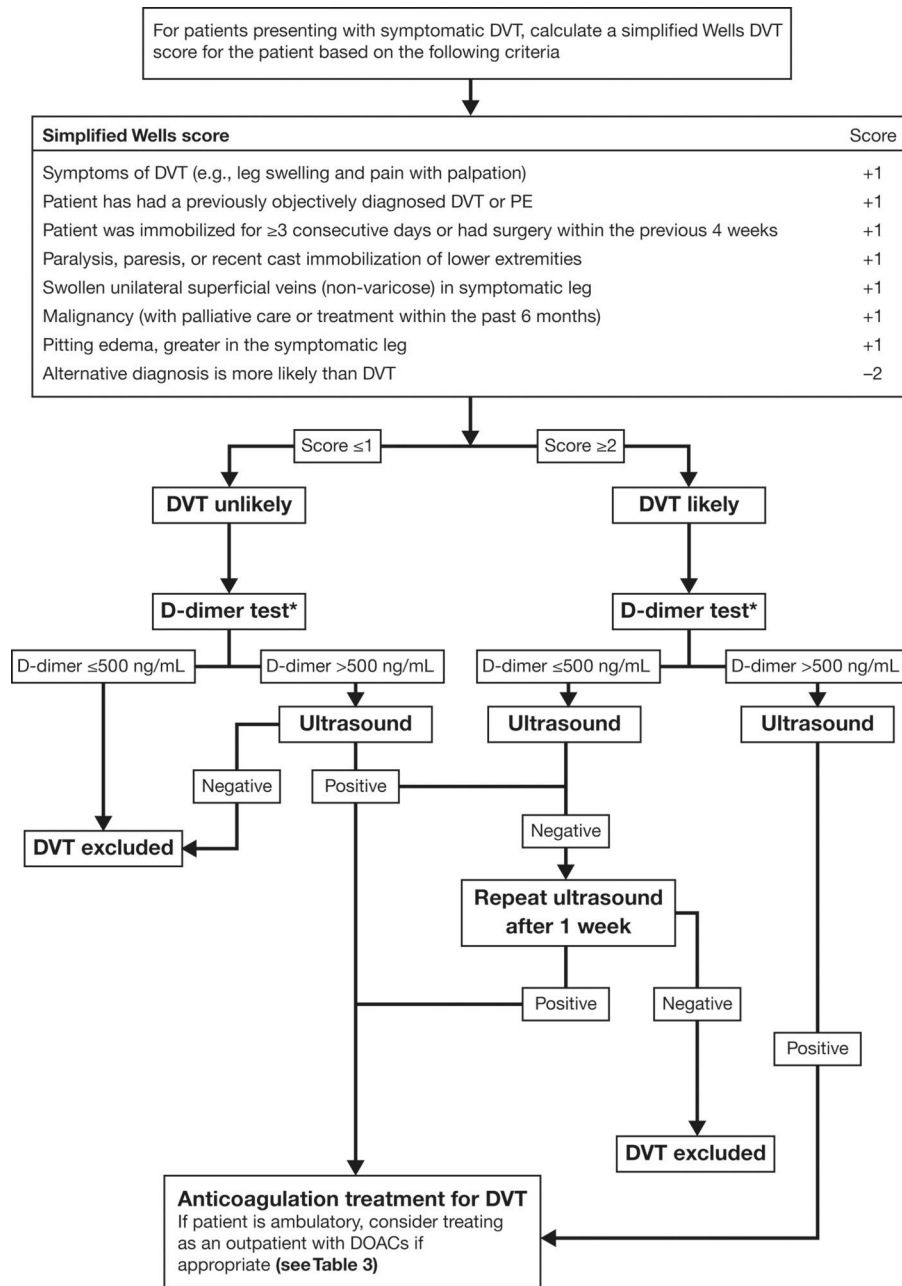 For patients presenting with symptomatic DVT, calculate a simplified Wells DVT
score for the patient based on the following criteria
Simplified Wells score Score
Symptoms of DVT (e.g., leg swelling and pain with palpation) +1
Patient has had a previously objectively diagnosed DVT or PE +1
Patient was immobilized for ≥3 consecutive days or had surgery within the previous 4 weeks +1
Paralysis, paresis, or recent cast immobilization of lower extremities +1
Swollen unilateral superficial veins (non-varicose) in symptomatic leg +1
Malignancy (with palliative care or treatment within the past 6 months) +1
Pitting edema, greater in the symptomatic leg +1
Alternative diagnosis is more likely than DVT –2
Score ≤1 Score ≥2
DVT unlikely DVT likely
D-dimer test* D-dimer test*
D-dimer ≤500 ng/mL D-dimer >500 ng/mL D-dimer ≤500 ng/mL D-dimer >500 ng/mL
Ultrasound Ultrasound Ultrasound
Negative Positive
Negative
DVT excluded
Repeat ultrasound
after 1 week
Positive Negative
Positive
DVT excluded
Anticoagulation treatment for DVT
If patient is ambulatory, consider treating
as an outpatient with DOACs if
appropriate (see Table 3)